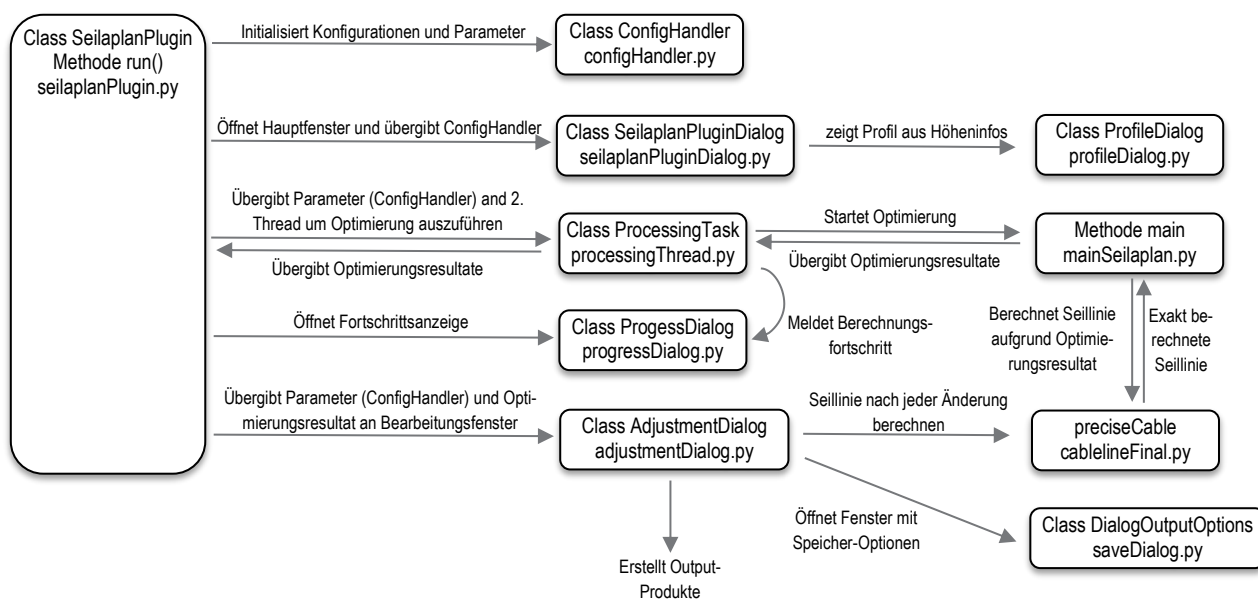 Class SeilaplanPlugin
Methode run()
seilaplanPlugin.py
Initialisiert Konfigurationen und Parameter
Class ConfigHandler
configHandler.py
Öffnet Hauptfenster und übergibt ConfigHandler
Class SeilaplanPluginDialog
seilaplanPluginDialog.py
zeigt Profil aus Höheninfos
Class ProfileDialog
profileDialog.py
Übergibt Parameter (ConfigHandler) and 2.
Thread um Optimierung auszuführen
Übergibt Optimierungsresultate
Class ProcessingTask
processingThread.py
Startet Optimierung
Übergibt Optimierungsresultate
Methode main
mainSeilaplan.py
Öffnet Fortschrittsanzeige
Class ProgessDialog
progressDialog.py
Meldet Berechnungs-
fortschritt
Berechnet Seillinie
aufgrund Optimie-
rungsresultat
Exakt be-
rechnete
Seillinie
Übergibt Parameter (ConfigHandler) und Opti-
mierungsresultat an Bearbeitungsfenster
Class AdjustmentDialog
adjustmentDialog.py
Seillinie nach jeder Änderung
berechnen
preciseCable
cablelineFinal.py
Öffnet Fenster mit
Speicher-Optionen
Class DialogOutputOptions
saveDialog.py
Erstellt Output-
Produkte